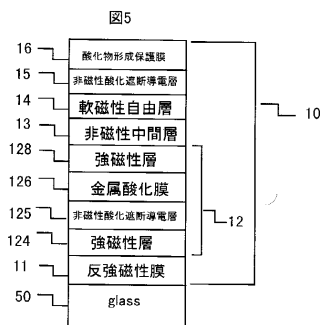 図5
16
酸化物形成保護膜
15
非磁性酸化遮断導電層
14
軟磁性自由層
13
非磁性中間層
128
強磁性層
126
金属酸化膜
125
非磁性酸化遮断導電層
124
強磁性層
11
反強磁性膜
50
glass
10
12